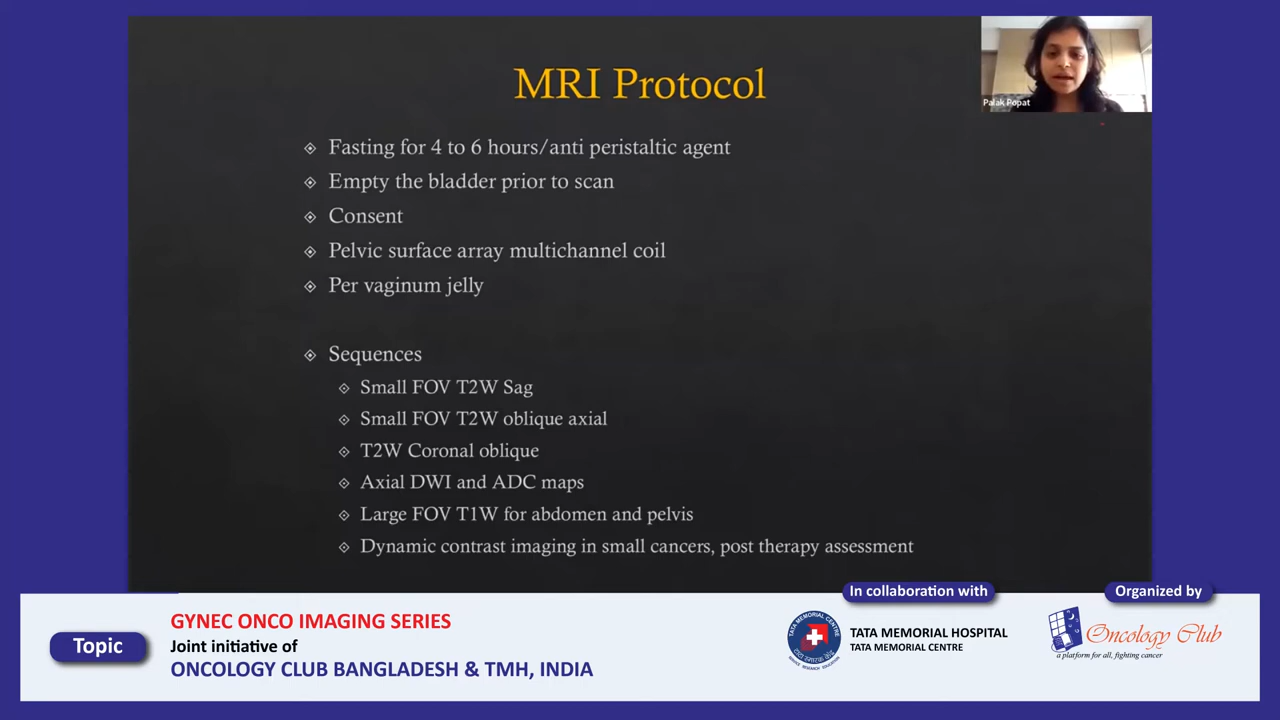 MRI Protocol
Palak Popat
Fasting for 4 to 6 hours/anti peristaltic agent
Empty the bladder prior to scan
Consent
Pelvic surface array multichannel coil
Per vaginum jelly
Sequences
Small FOV T2W Sag
Small FOV T2W oblique axial
T2W Coronal oblique
Axial DWI and ADC maps
Large FOV T1W for abdomen and pelvis
Dynamic contrast imaging in small cancers, post therapy assessment
Topic
GYNEC ONCO IMAGING SERIES
Joint initiative of
ONCOLOGY CLUB BANGLADESH & TMH, INDIA
In collaboration with
TATA MEMORIAL HOSPITAL
TATA MEMORIAL CENTRE
Organized by
Oncology Club
a platform for all, fighting cancer